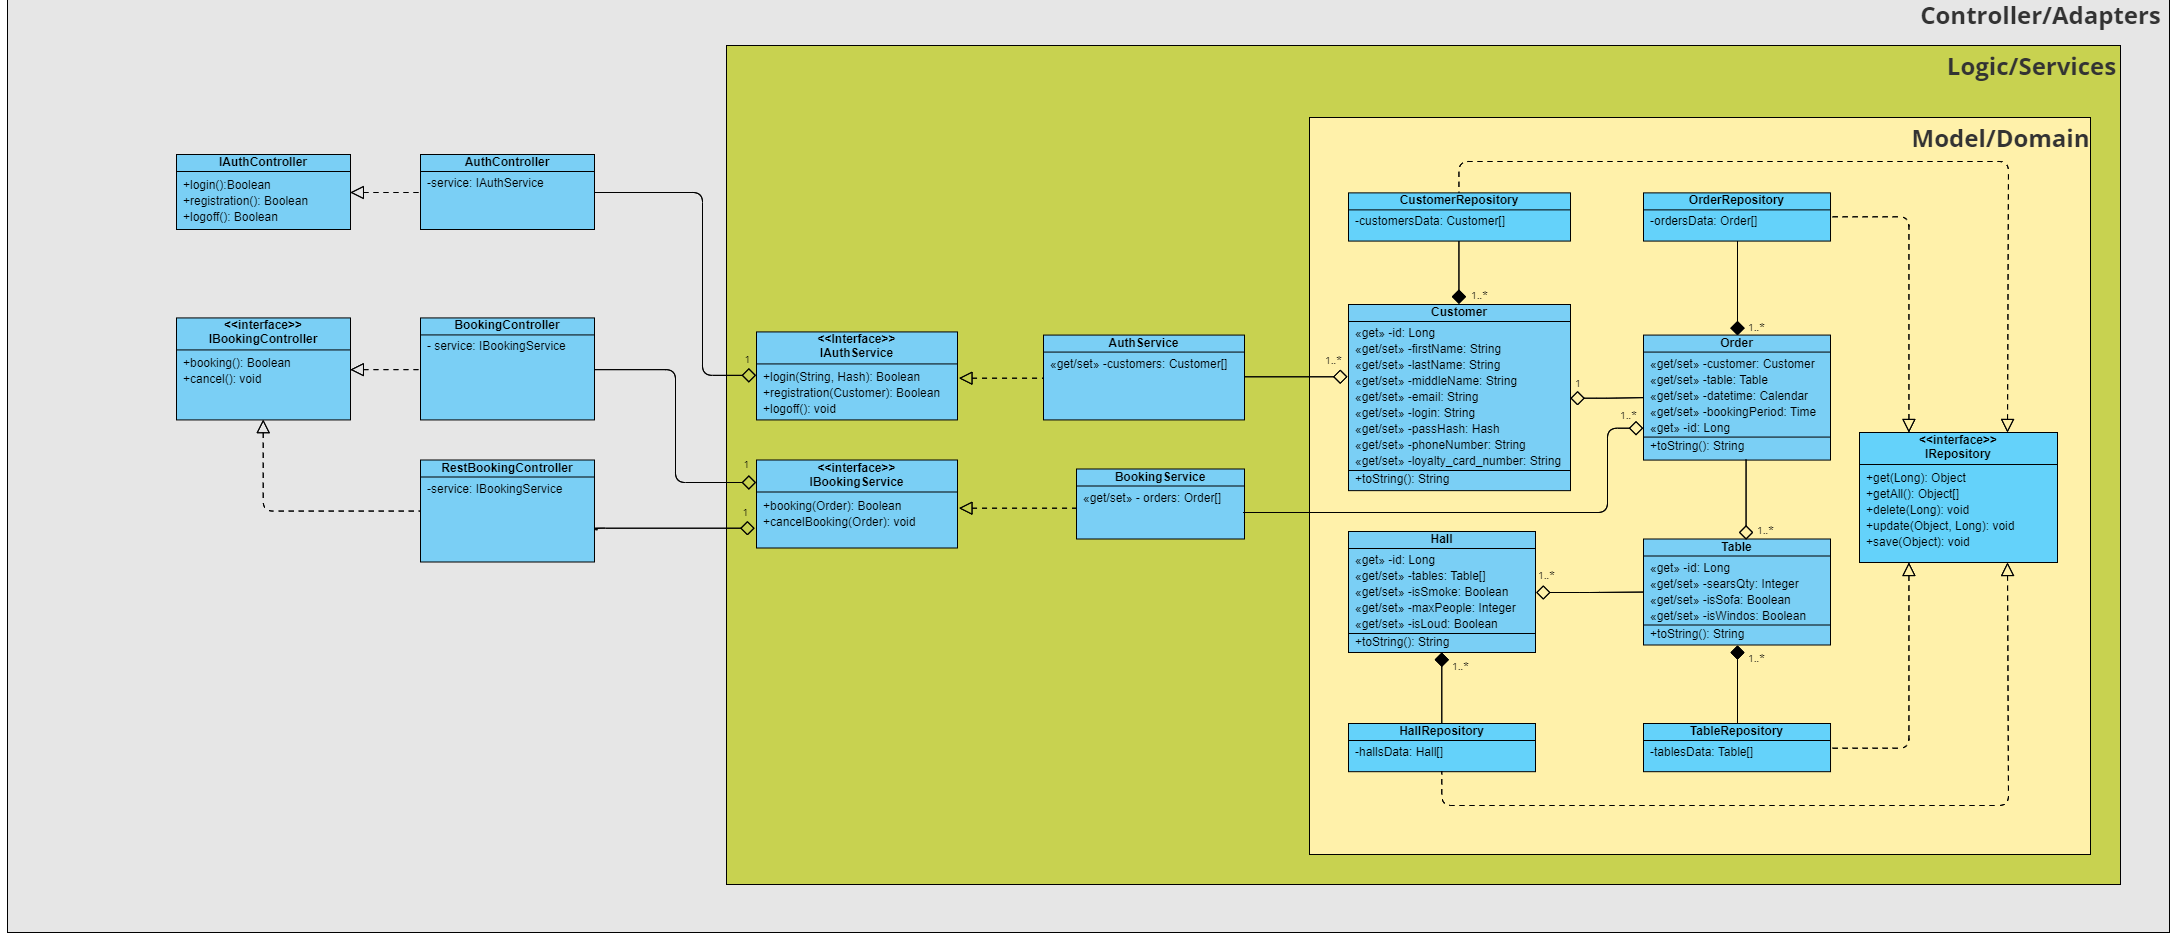 Controller/Adapters
Logic/Services
Model/Domain
IAuthController
+login():Boolean
+registration(): Boolean
+logoff(): Boolean
AuthController
-service: IAuthService
<<interface>>
IBookingController
+booking(): Boolean
+cancel(): void
BookingController
- service: IBookingService
RestBookingController
-service: IBookingService
1
<<Interface>>
IAuthService
+login(String, Hash): Boolean
+registration(Customer): Boolean
+logoff(): void
1
<<interface>>
IBookingService
+booking(Order): Boolean
+cancelBooking(Order): void
1
AuthService
«get/set» -customers: Customer[]
1..*
BookingService
«get/set» - orders: Order[]
1..*
CustomerRepository
-customersData: Customer[]
1..*
Customer
«get» -id: Long
«get/set» -firstName: String
«get/set» -lastName: String
«get/set» -middleName: String
«get/set» -email: String
«get/set» -login: String
«get/set» -passHash: Hash
«get/set» -phoneNumber: String
«get/set» -loyalty_card_number: String
+toString(): String
1
OrderRepository
-ordersData: Order[]
1..*
Order
«get/set» -customer: Customer
«get/set» -table: Table
«get/set» -datetime: Calendar
«get/set» -bookingPeriod: Time
«get» -id: Long
+toString(): String
1..*
Hall
«get» -id: Long
«get/set» -tables: Table[]
«get/set» -isSmoke: Boolean
«get/set» -maxPeople: Integer
«get/set» -isLoud: Boolean
+toString(): String
1..*
1..*
Table
«get» -id: Long
«get/set» -searsQty: Integer
«get/set» -isSofa: Boolean
«get/set» -isWindos: Boolean
+toString(): String
1..*
HallRepository
-hallsData: Hall[]
TableRepository
-tablesData: Table[]
<<interface>>
IRepository
+get(Long): Object
+getAll(): Object[]
+delete(Long): void
+update(Object, Long): void
+save(Object): void